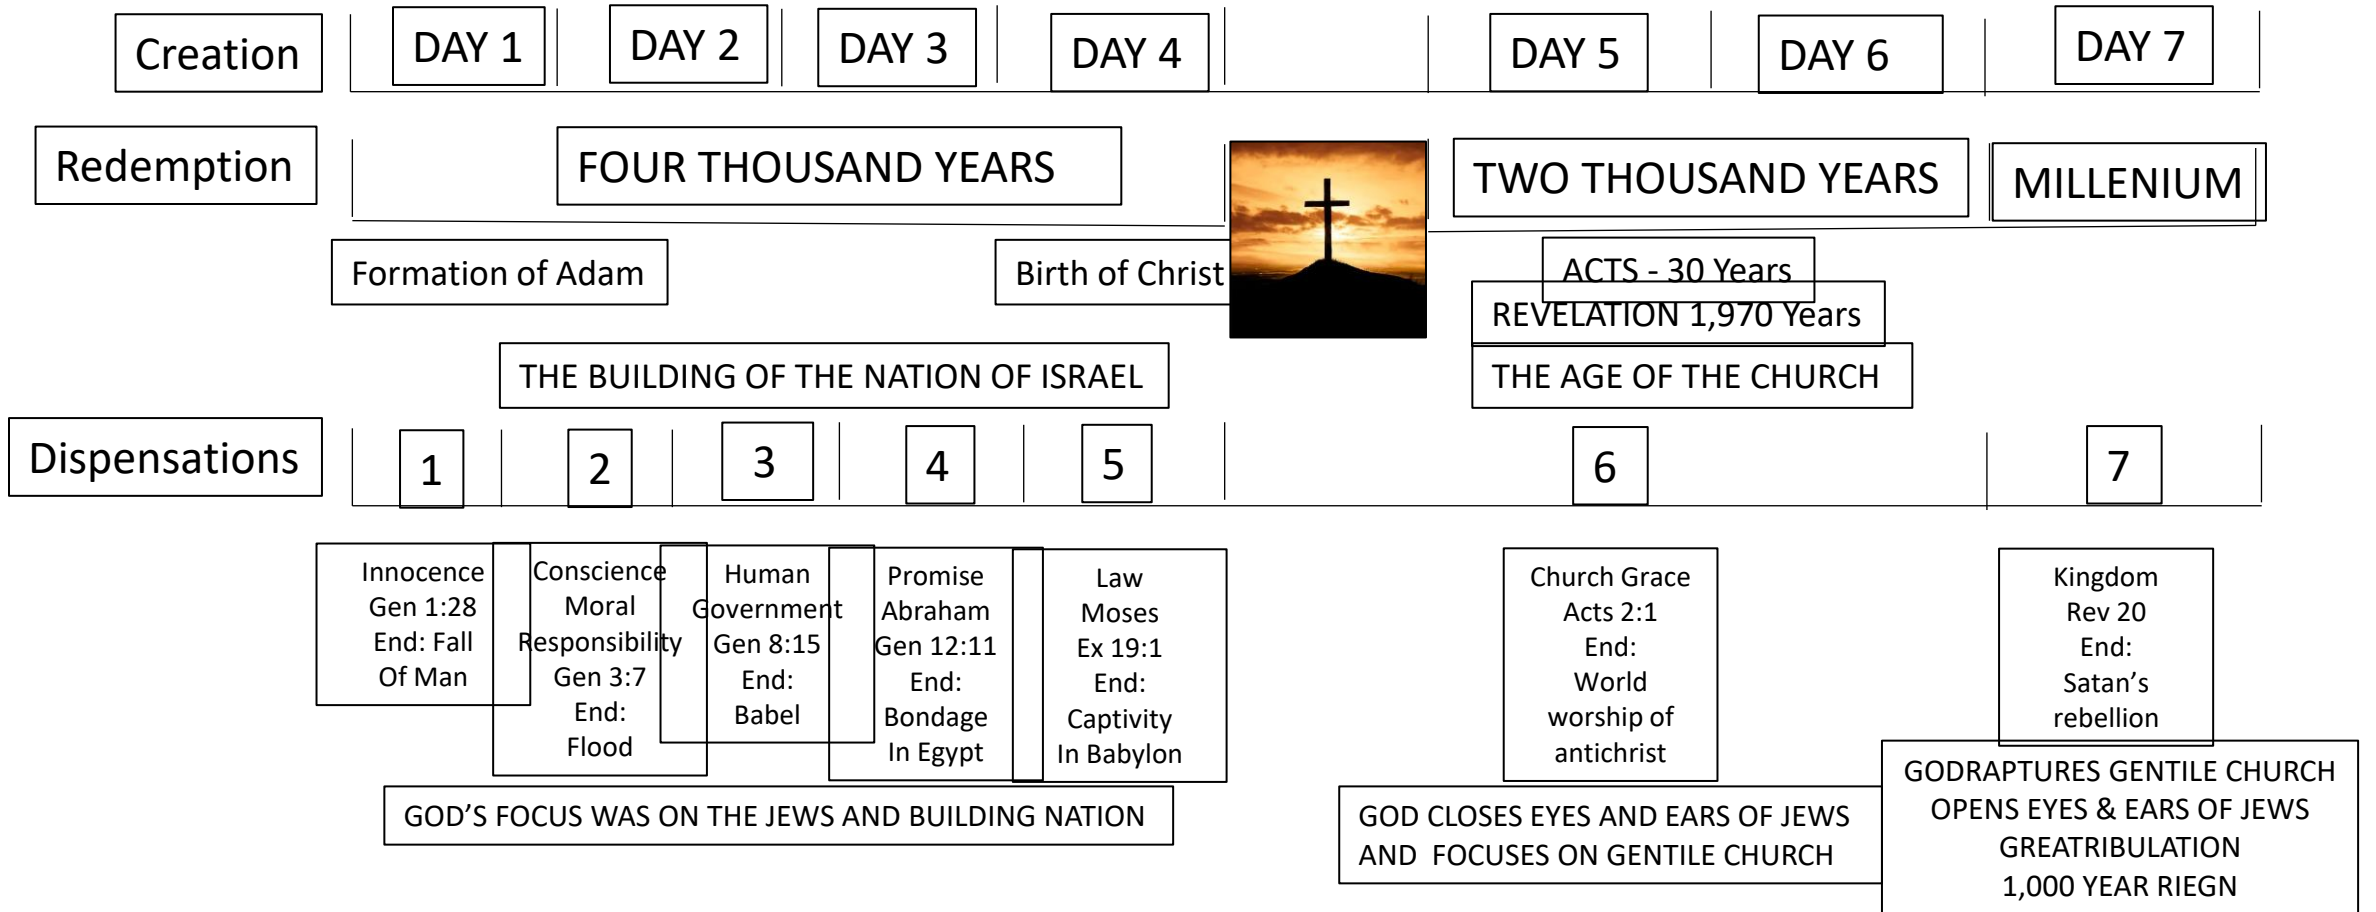 Creation
DAY 1
DAY 2
DAY 3
DAY 4
DAY 5
DAY 6
DAY 7
Redemption
FOUR THOUSAND YEARS
TWO THOUSAND YEARS
MILLENIUM
Formation of Adam
Birth of Christ
ACTS - 30 Years
REVELATION 1,970 Years
THE BUILDING OF THE NATION OF ISRAEL
THE AGE OF THE CHURCH
Dispensations
1
2
3
4
5
6
7
Innocence
Gen 1:28
End: Fall
Of Man
Conscience
Moral
Responsibility
Gen 3:7
End:
Flood
Human
Government
Gen 8:15
End:
Babel
Promise
Abraham
Gen 12:11
End:
Bondage
In Egypt
Law
Moses
Ex 19:1
End:
Captivity
In Babylon
Church Grace
Acts 2:1
End:
World
worship of
antichrist
Kingdom
Rev 20
End:
Satan’s
rebellion
GOD’S FOCUS WAS ON THE JEWS AND BUILDING NATION
GOD CLOSES EYES AND EARS OF JEWS
AND FOCUSES ON GENTILE CHURCH
GODRAPTURES GENTILE CHURCH
OPENS EYES & EARS OF JEWS
GREATRIBULATION
1,000 YEAR RIEGN